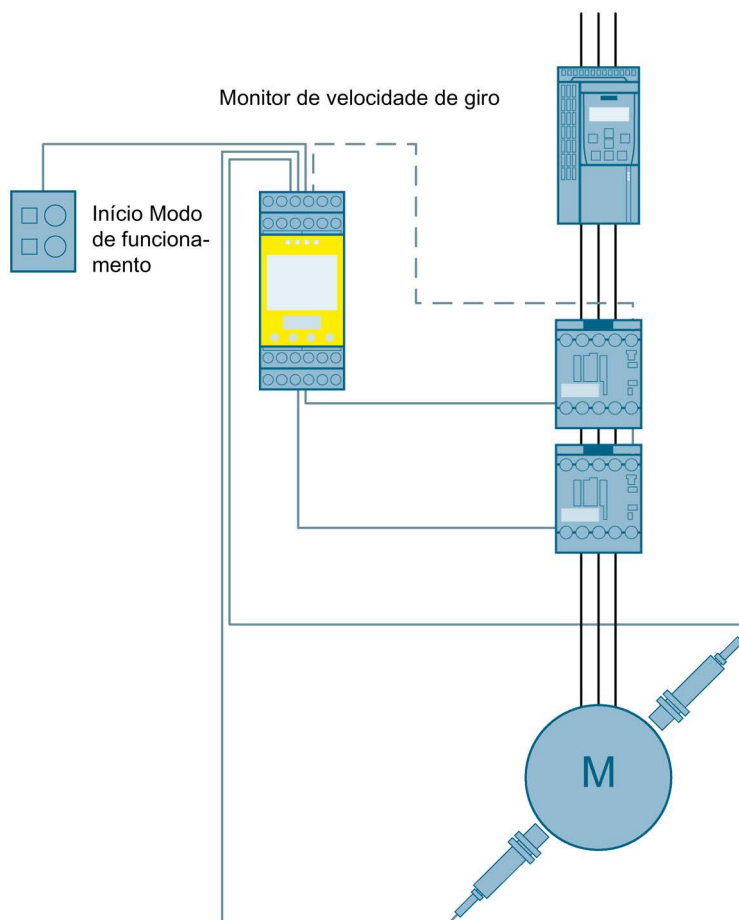 Monitor de velocidade de giro
Início Modo
de funciona-
mento
M